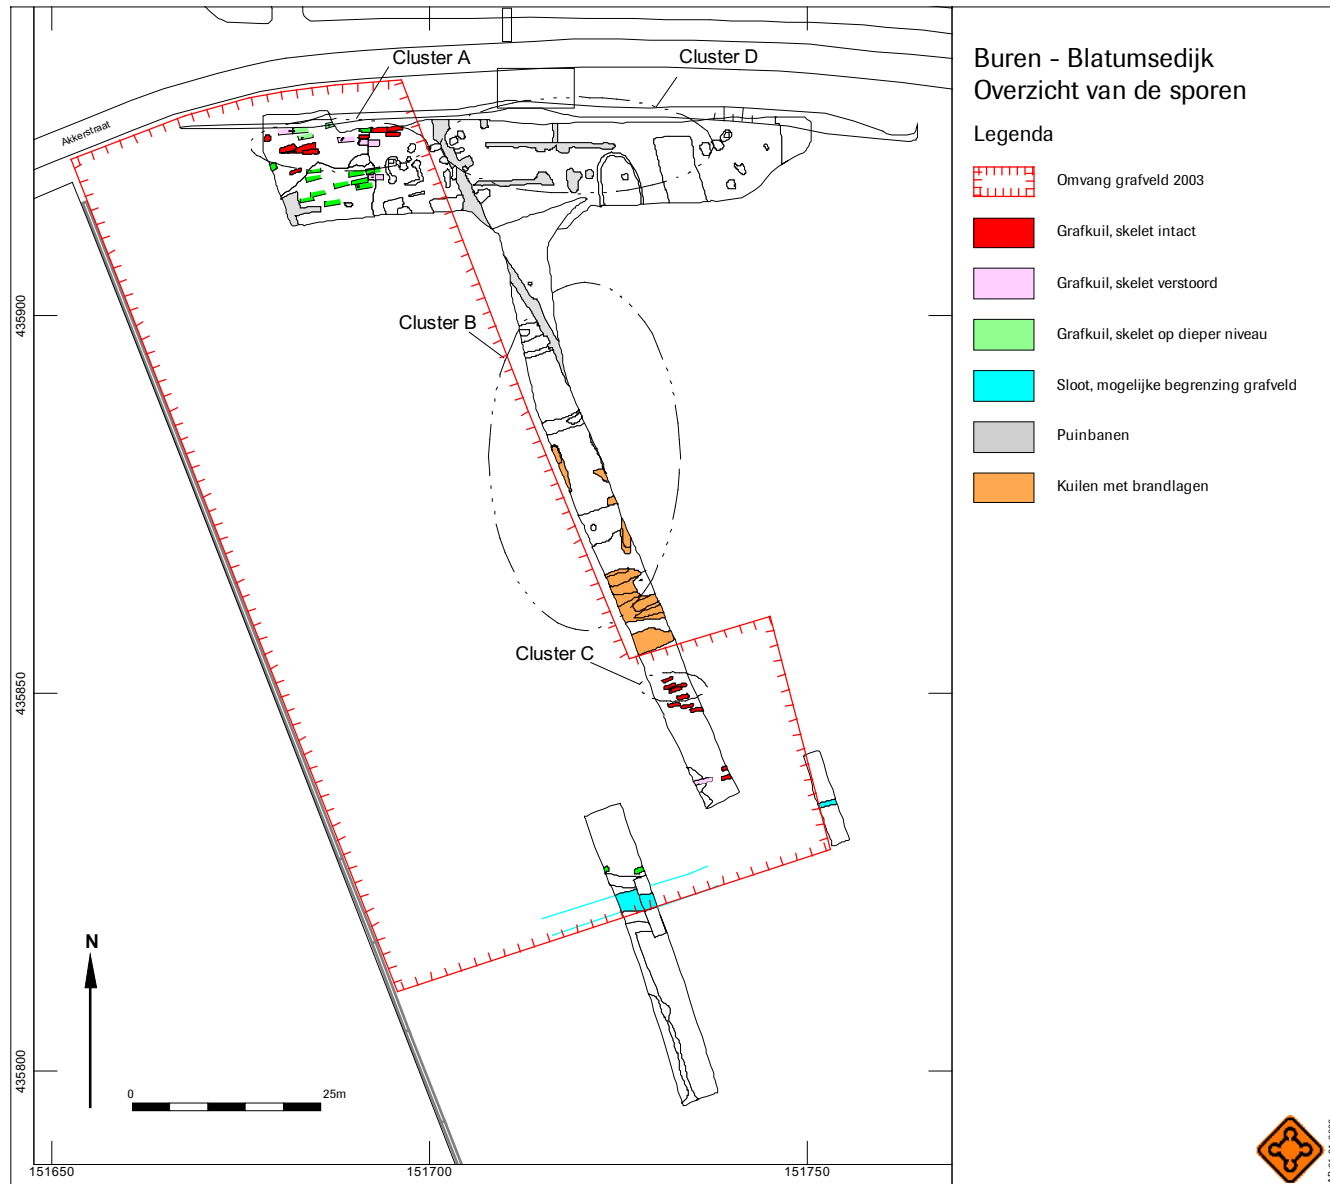 Buren - Blatumsedijk
Overzicht van de sporen
Legenda
Omvang grafveld 2003
Grafkuil, skelet intact
Grafkuil, skelet verstoord
Grafkuil, skelet op dieper niveau
Sloot, mogelijke begrenzing grafveld
Puinbanen
Kuilen met brandlagen
Cluster A
Cluster D
Akkerstraat
Cluster B
Cluster C
435900
435850
435800
N
0 25m
151650 151700 151750